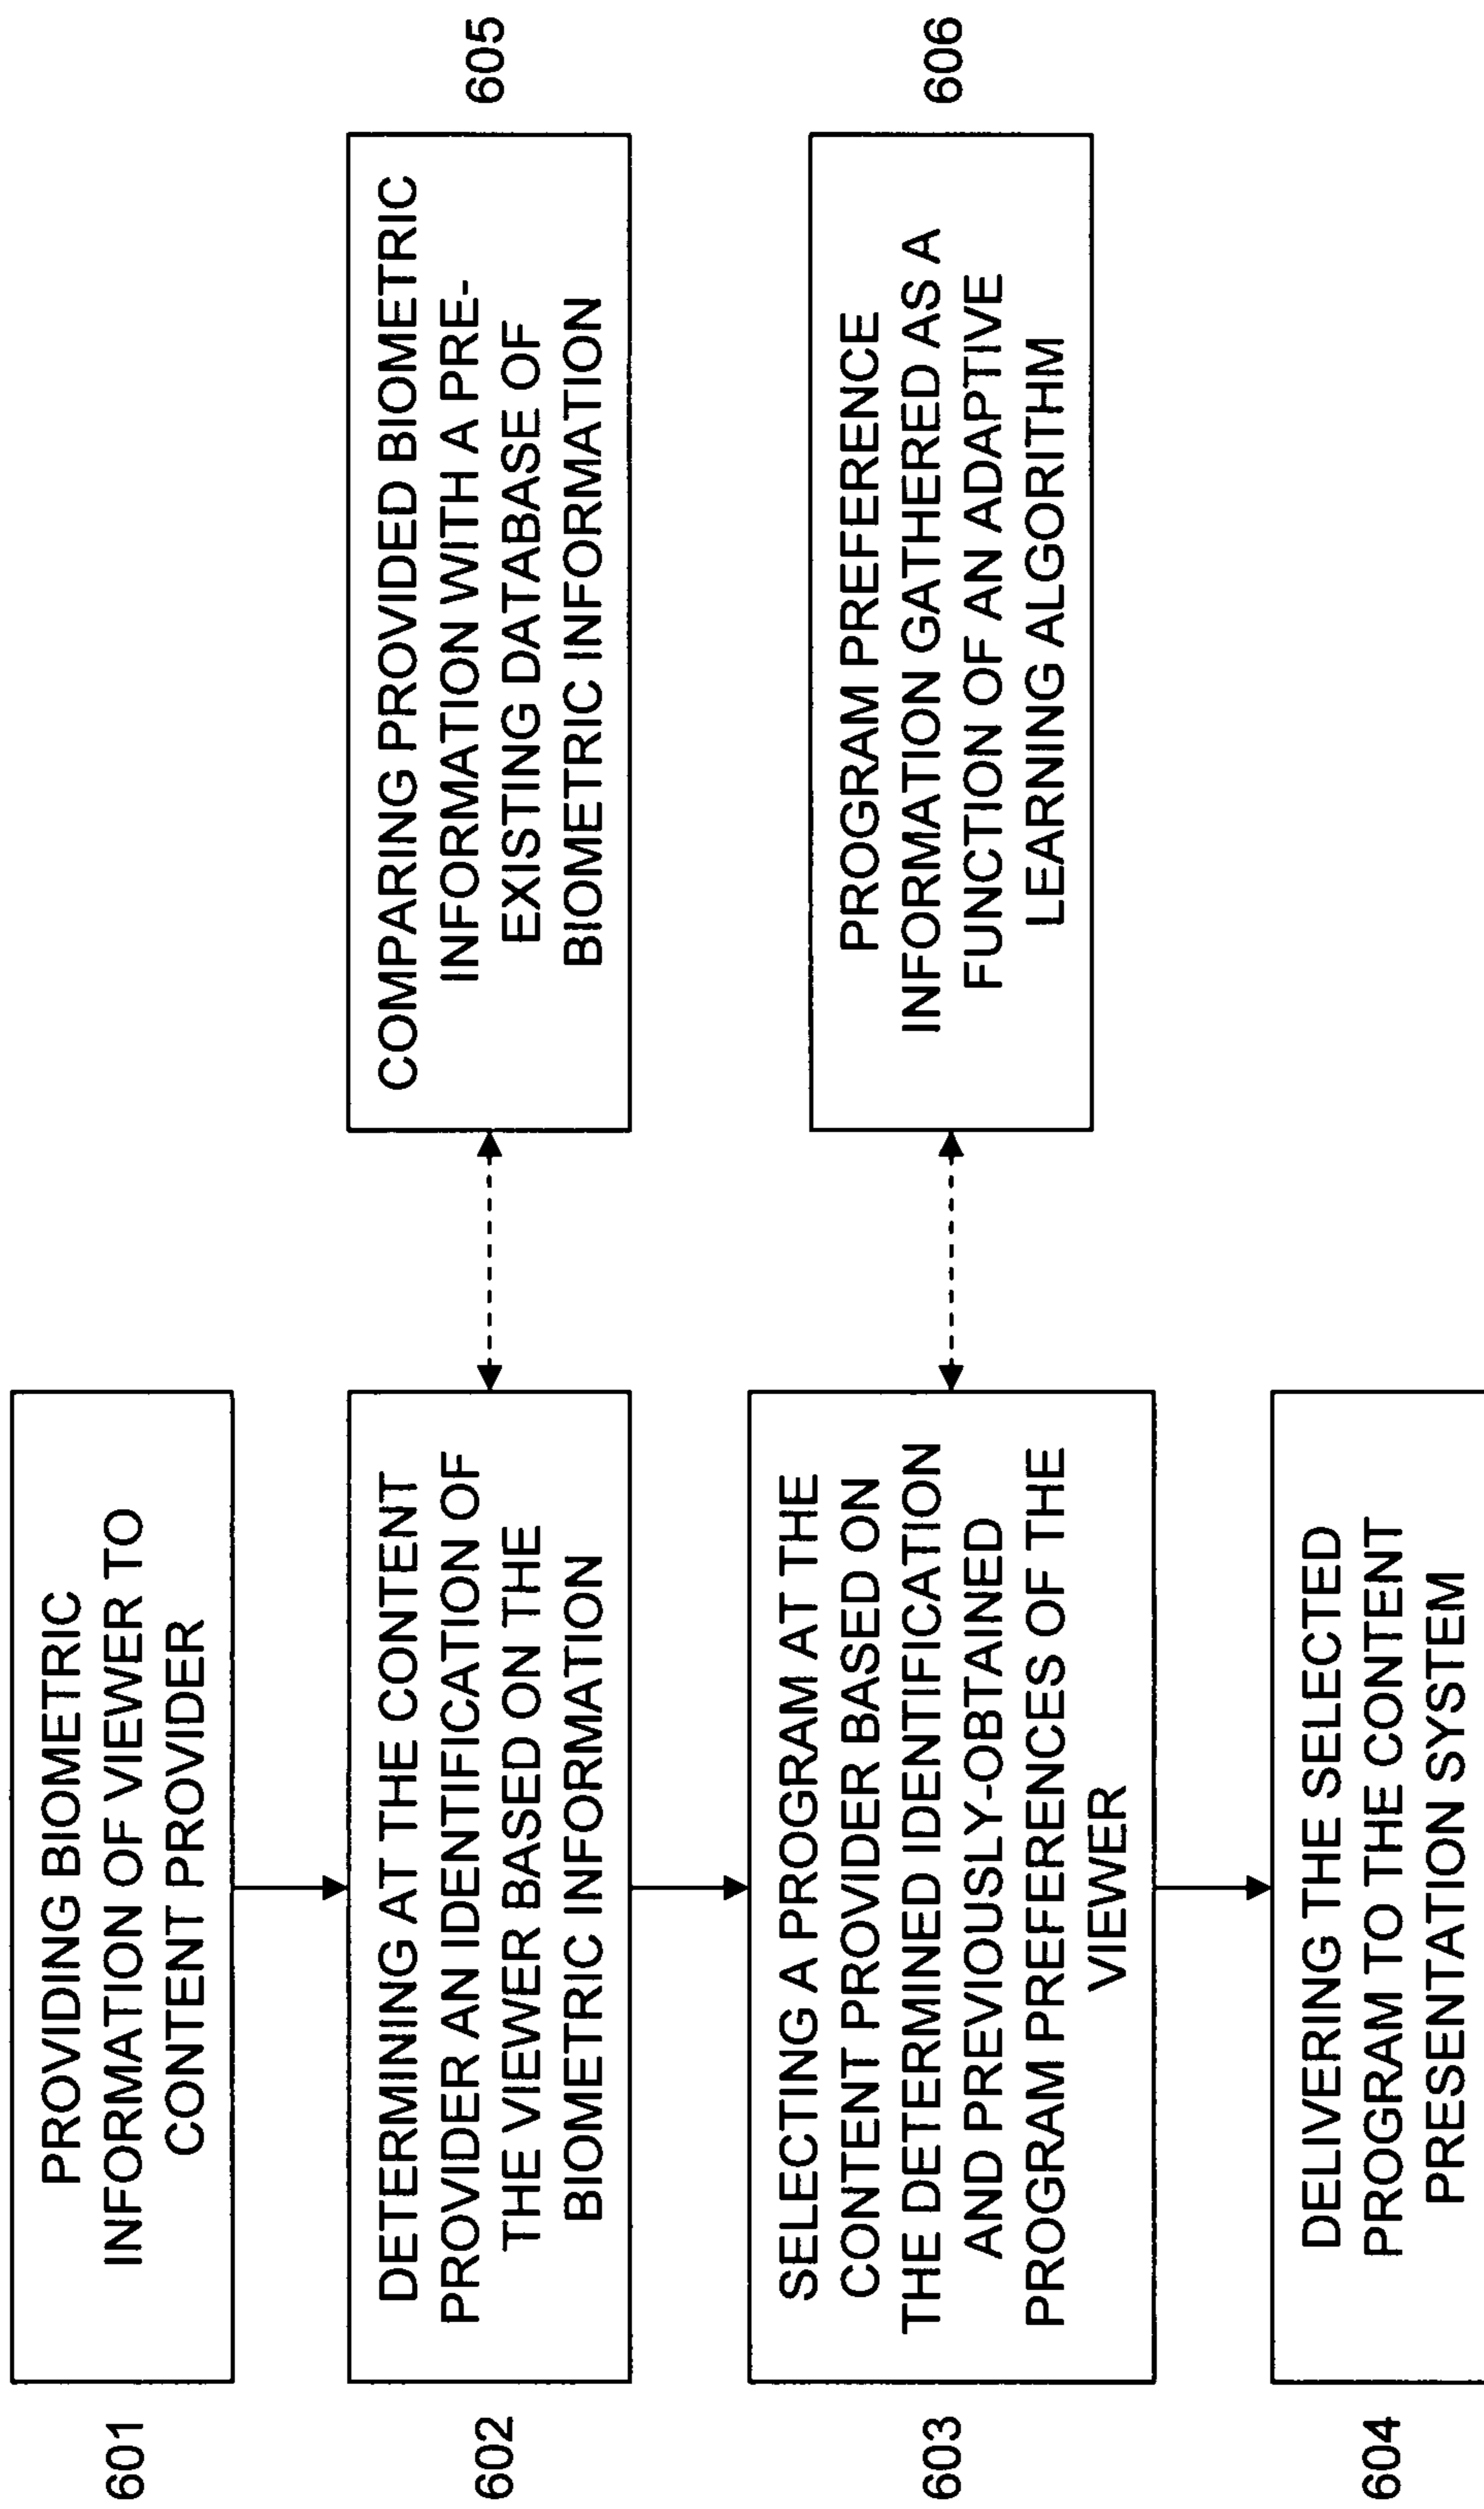 601
PROVIDING BIOMETRIC
INFORMATION OF VIEWER TO
CONTENT PROVIDER
602
DETERMINING AT THE CONTENT
PROVIDER AN IDENTIFICATION OF
THE VIEWER BASED ON THE
BIOMETRIC INFORMATION
COMPARING PROVIDED BIOMETRIC
INFORMATION WITH A PRE-
EXISTING DATABASE OF
BIOMETRIC INFORMATION
605
603
SELECTING A PROGRAM AT THE
CONTENT PROVIDER BASED ON
THE DETERMINED IDENTIFICATION
AND PREVIOUSLY-OBTAINED
PROGRAM PREFERENCES OF THE
VIEWER
PROGRAM PREFERENCE
INFORMATION GATHERED AS A
FUNCTION OF AN ADAPTIVE
LEARNING ALGORITHM
606
604
DELIVERING THE SELECTED
PROGRAM TO THE CONTENT
PRESENTATION SYSTEM